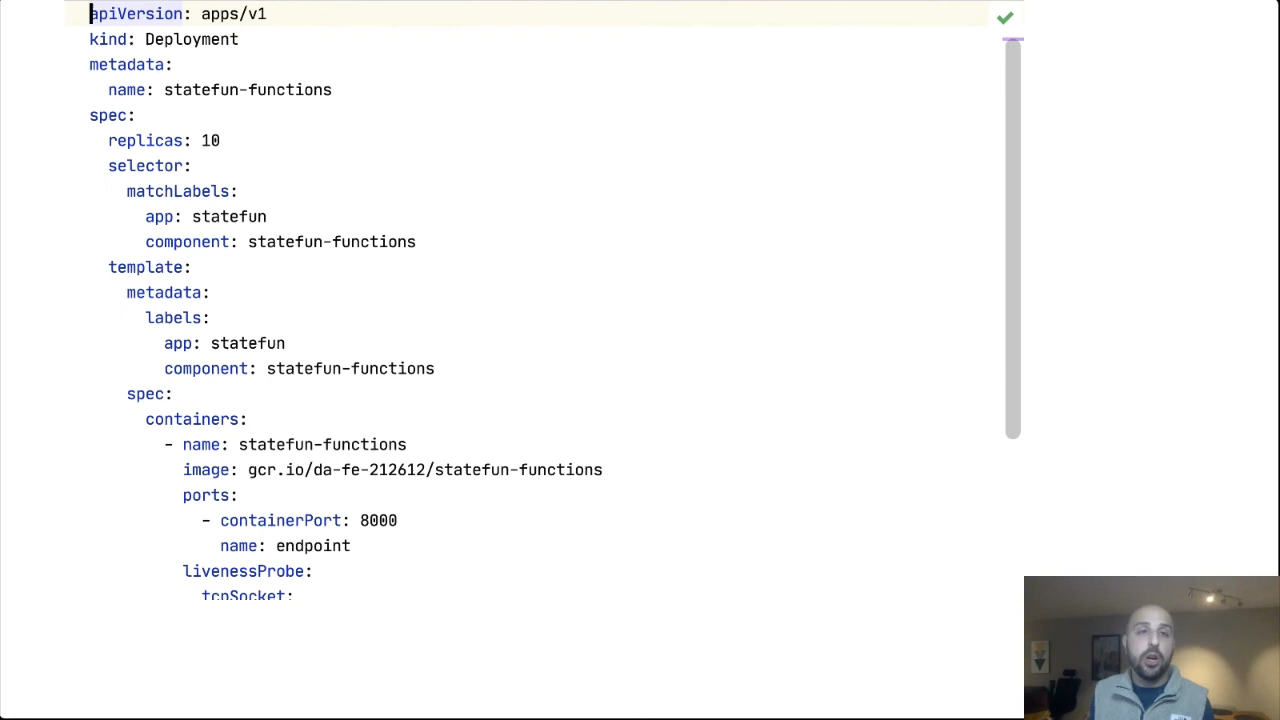 apiVersion: apps/v1
kind: Deployment
metadata:
  name: statefun-functions
spec:
  replicas: 10
  selector:
    matchLabels:
      app: statefun
      component: statefun-functions
  template:
    metadata:
      labels:
        app: statefun
        component: statefun-functions
    spec:
      containers:
        - name: statefun-functions
          image: gcr.io/da-fe-212612/statefun-functions
          ports:
            - containerPort: 8000
              name: endpoint
          livenessProbe:
            tcpSocket: